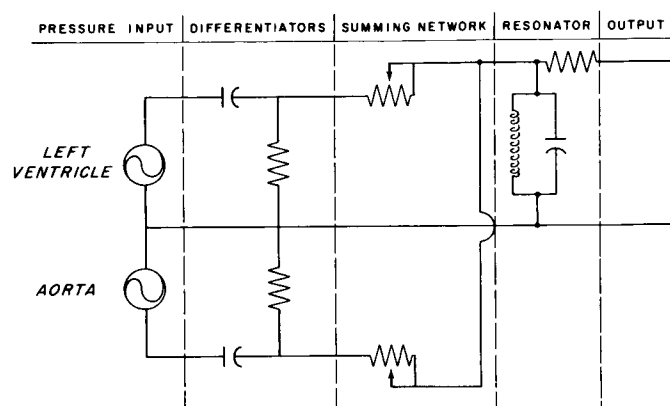 PRESSURE INPUT DIFFERENTIATORS SUMMING NETWORK RESONATOR OUTPUT
LEFT
VENTRICLE
AORTA